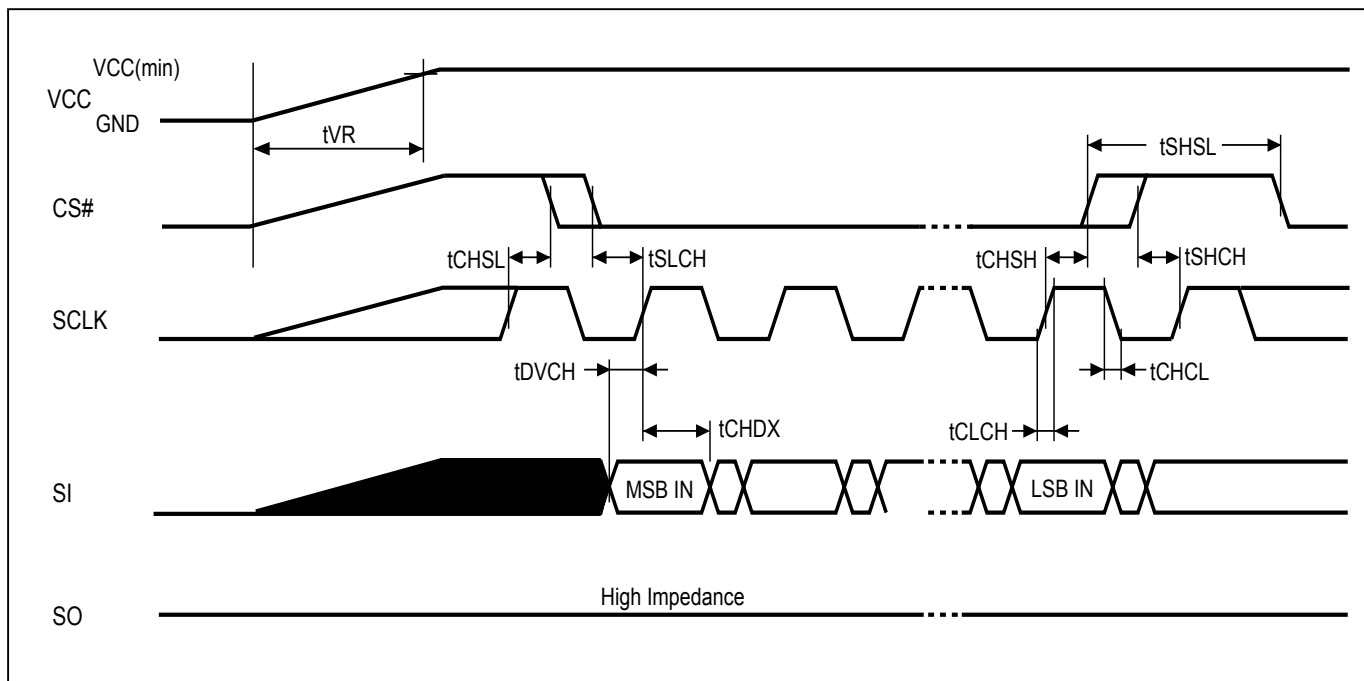 VCC(min)
VCC
GND
tVR
tSHSL
CS#
tCHSL
tSLCH
tCHSH
tSHCH
SCLK
tDVCH
tCHCL
tCHDX
tCLCH
SI
MSB IN
LSB IN
High Impedance
SO